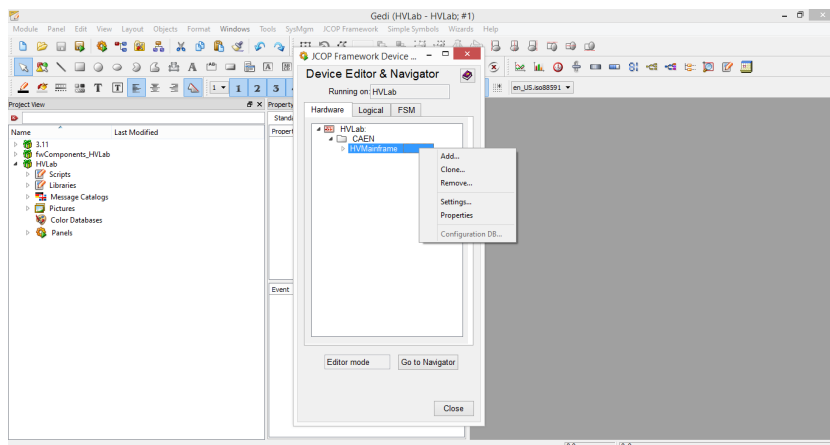 Gedi (HVLab - HVLab; #1)
Module Panel Edit View Layout Objects Format Windows Tools SysMgm JCOP Framework Simple Symbols Wizards Help
JCOP Framework Device ...
Device Editor & Navigator
Running on: HVLab
en_US.iso88591
Project View
Property
Standa
Name Last Modified
Propert
3.11
fwComponents_HVLab
HVLab
Scripts
Libraries
Message Catalogs
Pictures
Color Databases
Panels
Hardware Logical FSM
HVLab:
CAEN
HVMainframe
Add...
Clone...
Remove...
Settings...
Properties
Configuration DB...
Event
Editor mode Go to Navigator
Close